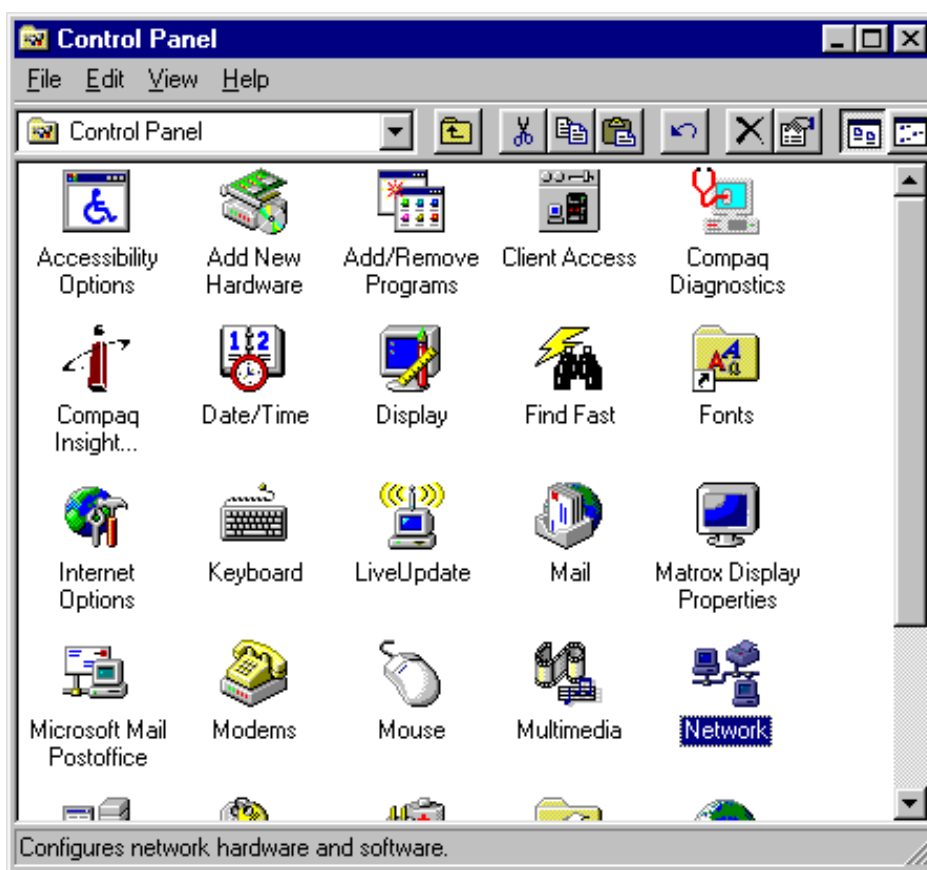 Control Panel
File Edit View Help
Control Panel
Accessibility Options
Add New Hardware
Add/Remove Programs
Client Access
Compaq Diagnostics
Compaq Insight...
Date/Time
Display
Find Fast
Fonts
Internet Options
Keyboard
LiveUpdate
Mail
Matrox Display Properties
Microsoft Mail Postoffice
Modems
Mouse
Multimedia
Network
Configures network hardware and software.